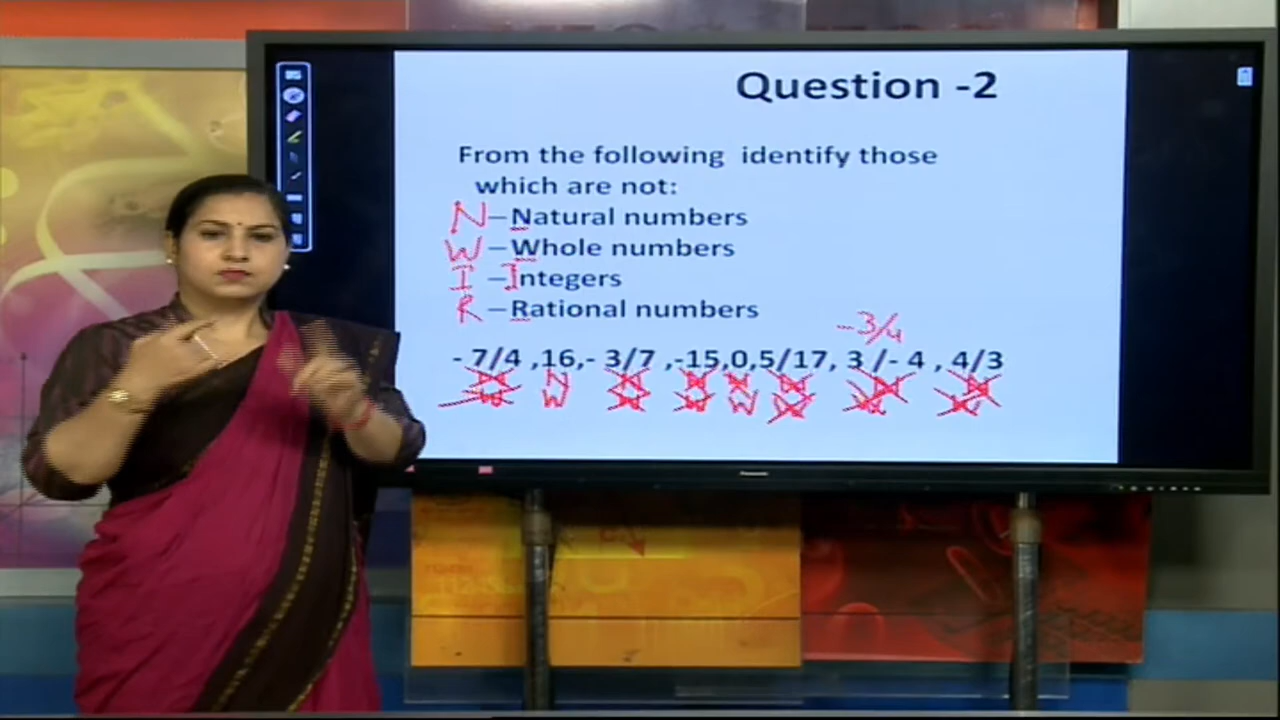 Question -2
From the following identify those
which are not:
N – Natural numbers
W – Whole numbers
I – Integers
R – Rational numbers
-3/4
- 7/4 ,16,- 3/7 ,-15,0,5/17, 3 /- 4 , 4/3
N N N N N N N N
W W W W W W W W
Panasonic